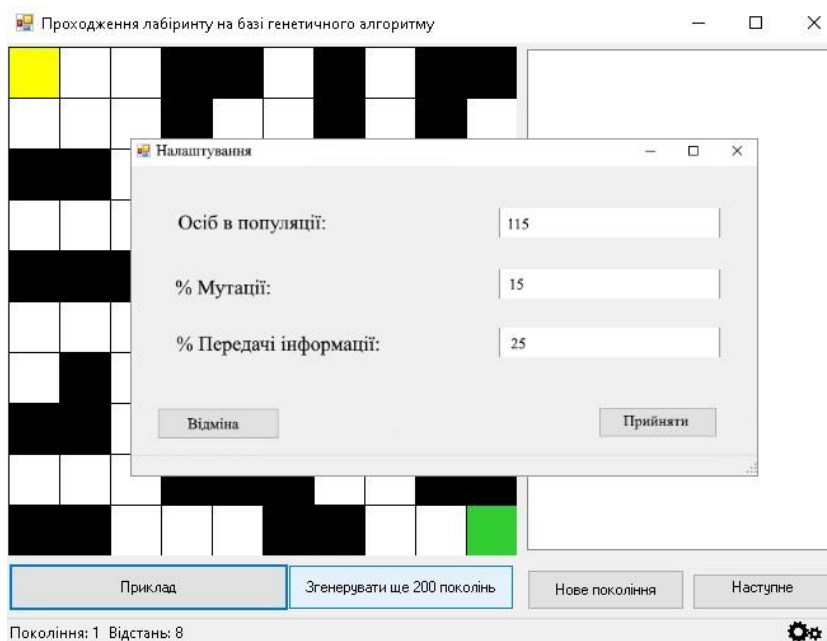 Проходження лабіринту на базі генетичного алгоритму
Налаштування
Осіб в популяції:
115
% Мутації:
15
% Передачі інформації:
25
Відміна
Прийняти
Приклад
Згенерувати ще 200 поколінь
Нове покоління
Наступне
Покоління: 1 Відстань: 8